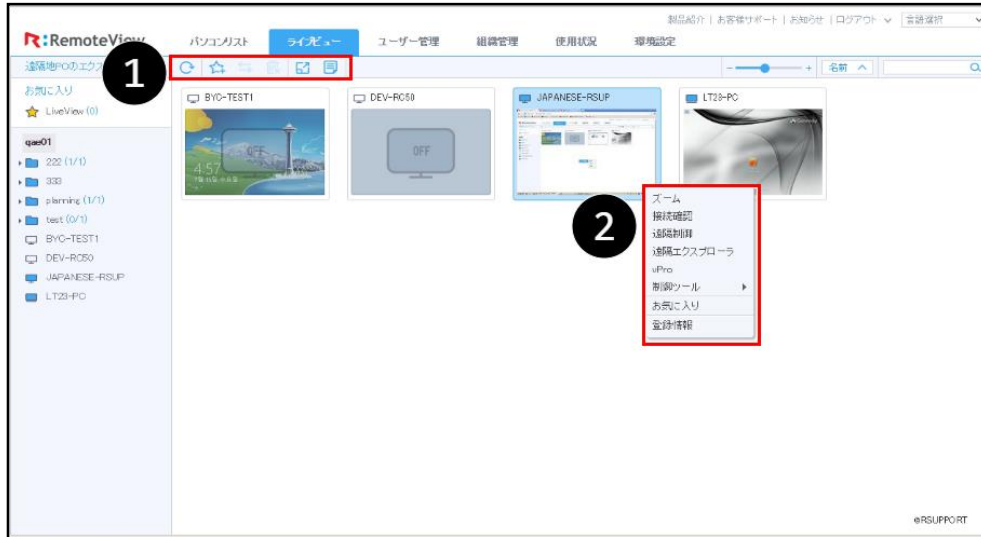 製品紹介 | お客様サポート | お知らせ | ログアウト 言語選択
R:RemoteView パソコンリスト ライブビュー ユーザー管理 組織管理 使用状況 環境設定
遠隔地PCのエクス
1
名前
お気に入り
LiveView (0)
qae01
222 (1/1)
333
planning (1/1)
test (0/1)
BYO-TEST1
DEV-RC50
JAPANESE-RSUP
LT23-PC
BYO-TEST1
OFF
4:57
DEV-RC50
OFF
JAPANESE-RSUP
LT23-PC
2
ズーム
接続確認
遠隔制御
遠隔エクスプローラ
vPro
制御ツール
お気に入り
登録情報
©RSUPPORT